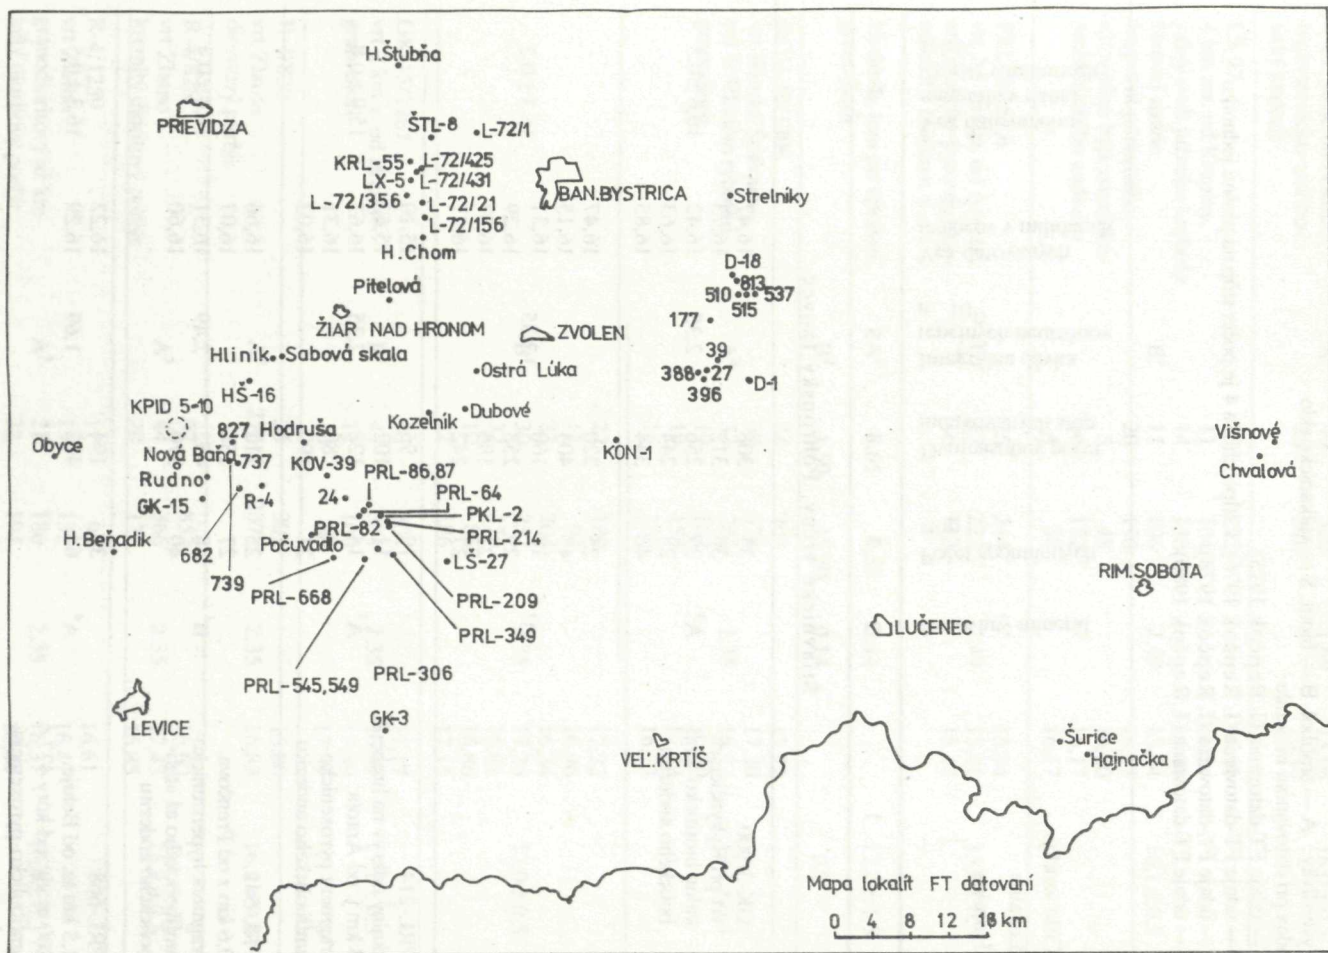 H.Štubňa
PRIEVIDZA
ŠTL-8
L-72/1
KRL-55
L-72/425
LX-5
L-72/431
L-72/356
L-72/21
L-72/156
BAN.BYSTRICA
Strelníky
H.Chom
D-18
813
510
537
515
Pitelová
177
ŽIAR NAD HRONOM
ZVOLEN
Hliník
Sabová skala
39
Ostrá Lúka
388
27
D-1
396
HŠ-16
KPID 5-10
Kozelník
Dubové
827
Hodruša
KON-1
Višnové
Obyce
Nová Baňa
737
Chvalová
Rudno
KOV-39
PRL-86,87
R-4
24
PRL-64
GK-15
PKL-2
PRL-82
PRL-214
H.Beňadik
682
Počuvadlo
LŠ-27
739
RIM.SOBOTA
PRL-668
PRL-209
LUČENEC
PRL-349
PRL-306
PRL-545,549
LEVICE
GK-3
VEĽ.KRTÍŠ
Šurice
Hajnačka
Mapa lokalít FT datovaní
0 4 8 12 16 km